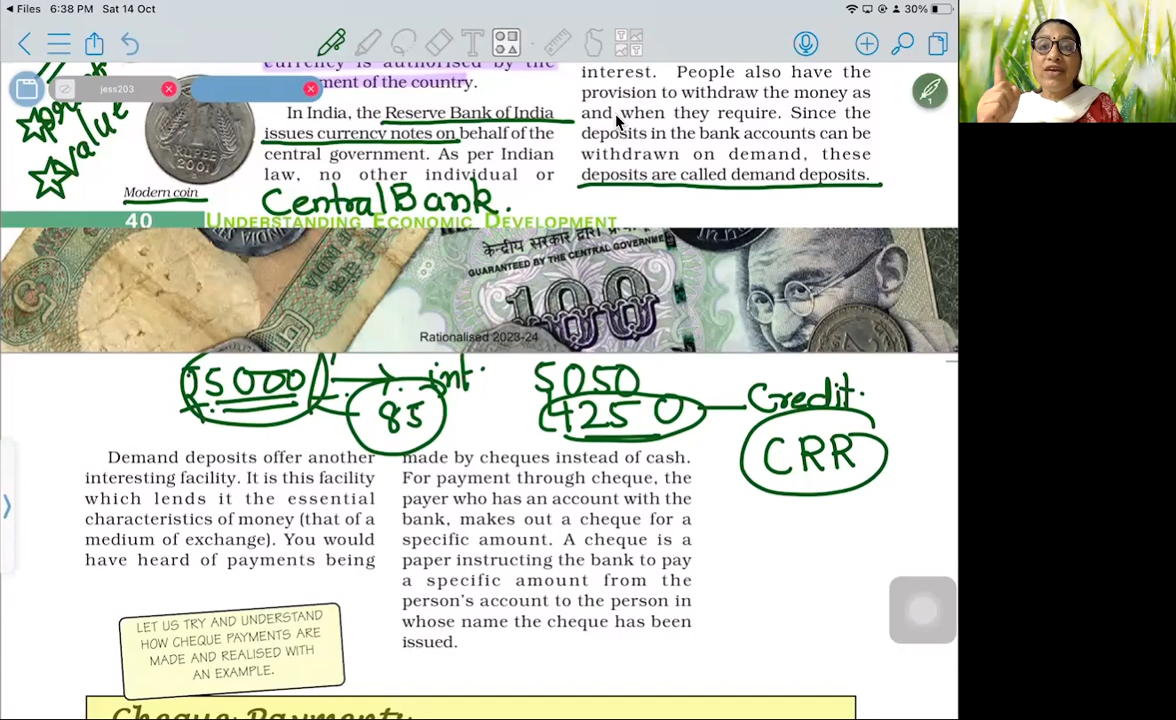 Files 6:38 PM Sat 14 Oct
30%
jess203
currency is authorised by the
ment of the country.
In India, the Reserve Bank of India
issues currency notes on behalf of the
central government. As per Indian
law, no other individual or
Value
RUPEE
2001
Modern coin
Central Bank.
interest. People also have the
provision to withdraw the money as
and when they require. Since the
deposits in the bank accounts can be
withdrawn on demand, these
deposits are called demand deposits.
1
40 UNDERSTANDING ECONOMIC DEVELOPMENT
INDIA
केन्द्रीय सरकार द्वारा
GUARANTEED BY THE CENTRAL GOVERNME
100
Rationalised 2023-24
5000 int.
85
5050
4250 Credit.
CRR
Demand deposits offer another
interesting facility. It is this facility
which lends it the essential
characteristics of money (that of a
medium of exchange). You would
have heard of payments being
made by cheques instead of cash.
For payment through cheque, the
payer who has an account with the
bank, makes out a cheque for a
specific amount. A cheque is a
paper instructing the bank to pay
a specific amount from the
person's account to the person in
whose name the cheque has been
issued.
LET US TRY AND UNDERSTAND
HOW CHEQUE PAYMENTS ARE
MADE AND REALISED WITH
AN EXAMPLE.
Cheque Payments